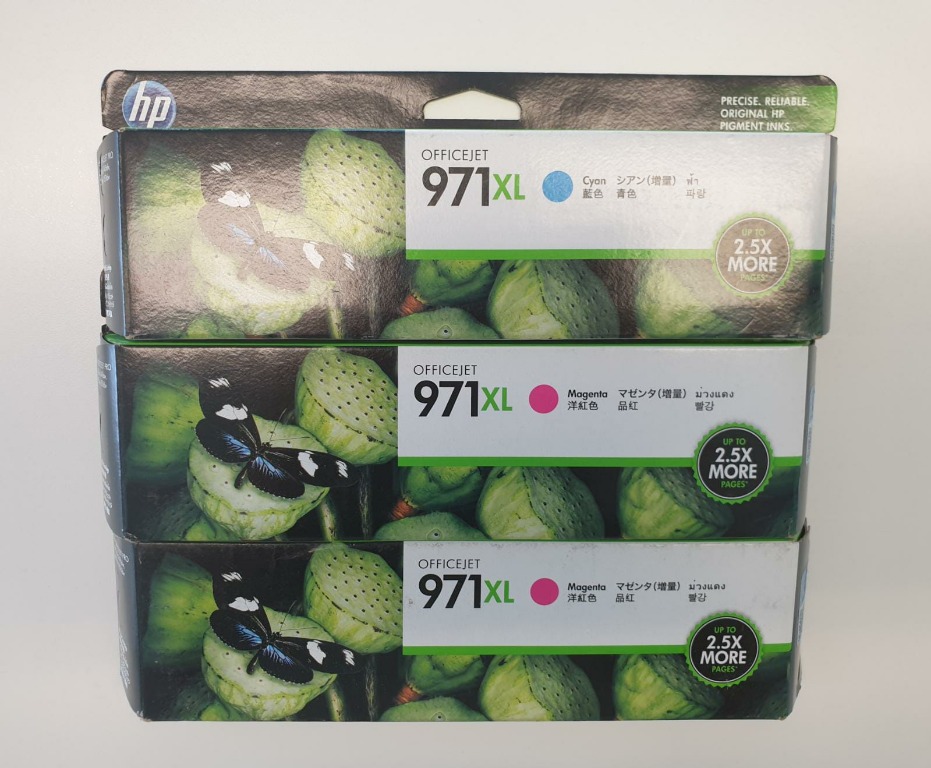 hp
PRECISE. RELIABLE.
ORIGINAL HP
PIGMENT INKS.
OFFICEJET
971XL
Cyan シアン(増量) ฟ้า
藍色 青色 파랑
UP TO
2.5X
MORE
PAGES*
OFFICEJET
971XL
Magenta マゼンタ(増量) ม่วงแดง
洋紅色 品红 빨강
UP TO
2.5X
MORE
PAGES*
OFFICEJET
971XL
Magenta マゼンタ(増量) ม่วงแดง
洋紅色 品红 빨강
UP TO
2.5X
MORE
PAGES*